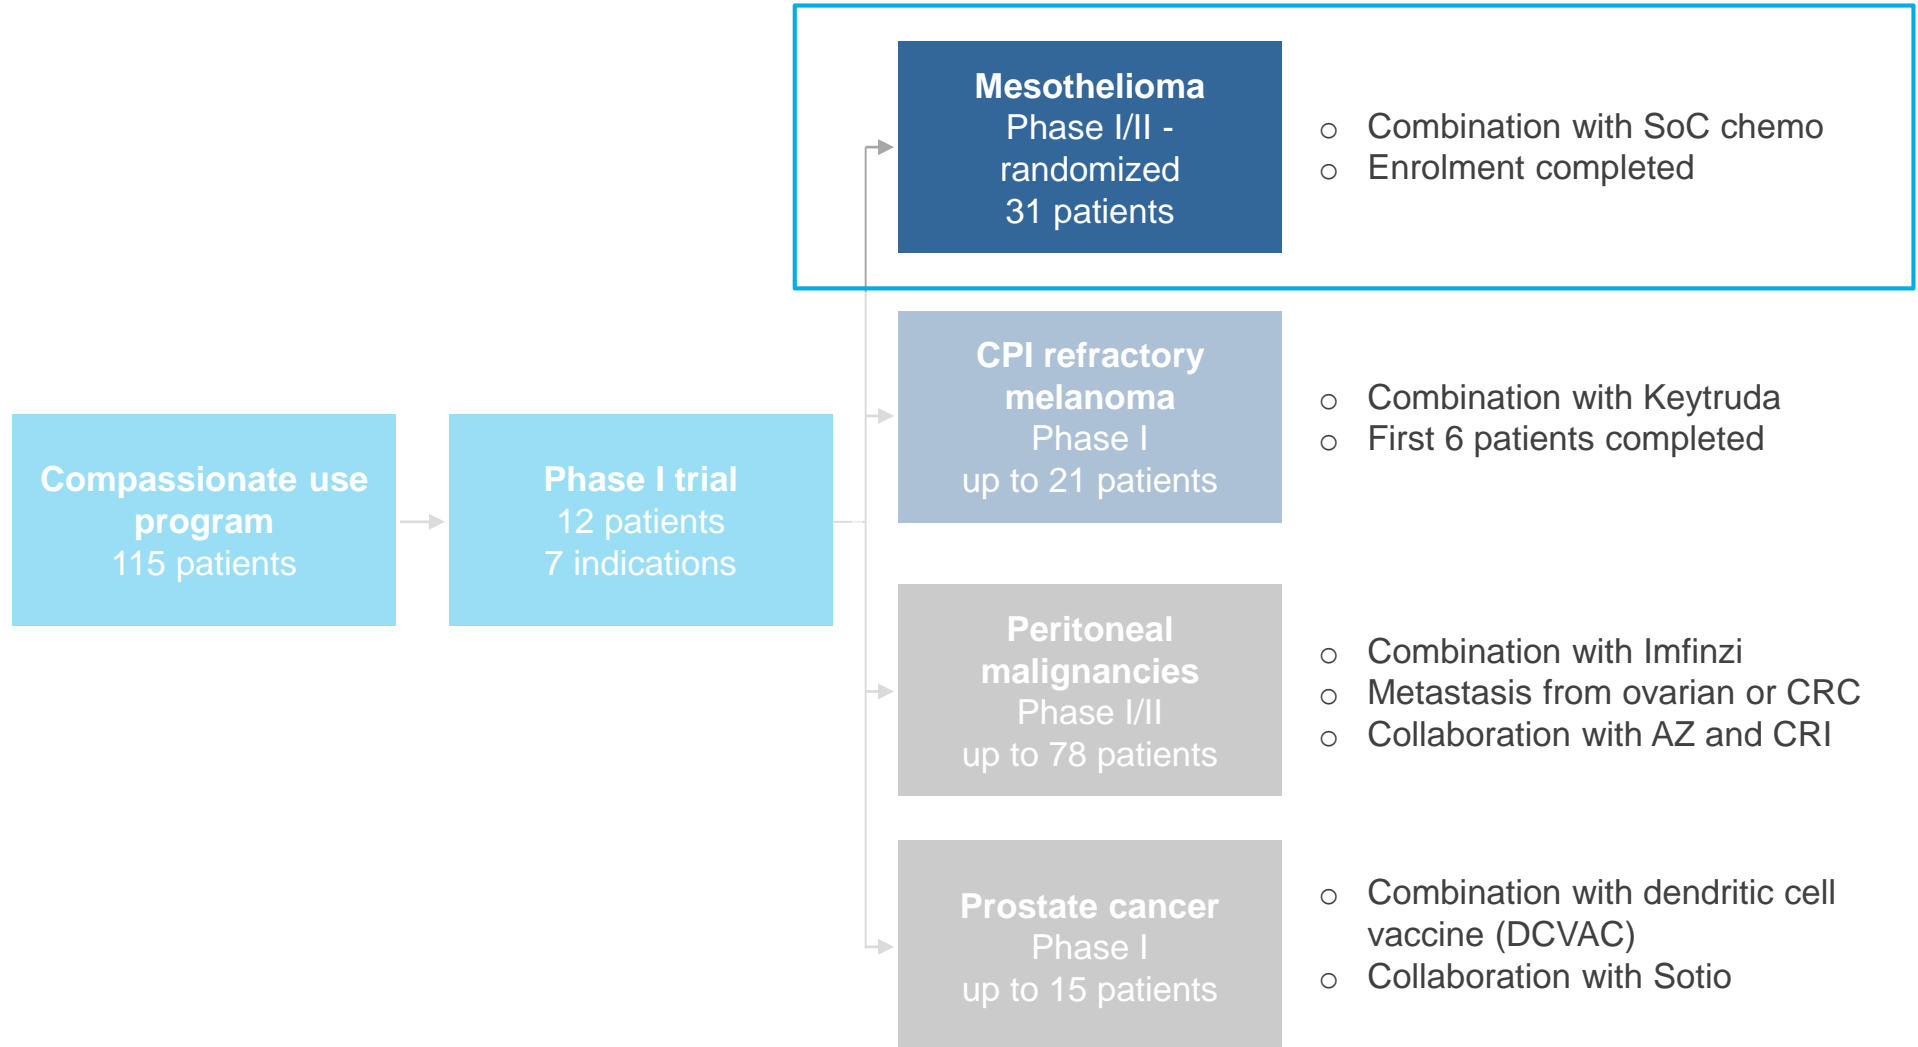 Mesothelioma
Phase I/II -
randomized
31 patients
o Combination with SoC chemo
o Enrolment completed
CPI refractory
melanoma
Phase I
up to 21 patients
o Combination with Keytruda
o First 6 patients completed
Compassionate use
program
115 patients
Phase I trial
12 patients
7 indications
Peritoneal
malignancies
Phase I/II
up to 78 patients
o Combination with Imfinzi
o Metastasis from ovarian or CRC
o Collaboration with AZ and CRI
Prostate cancer
Phase I
up to 15 patients
o Combination with dendritic cell
vaccine (DCVAC)
o Collaboration with Sotio